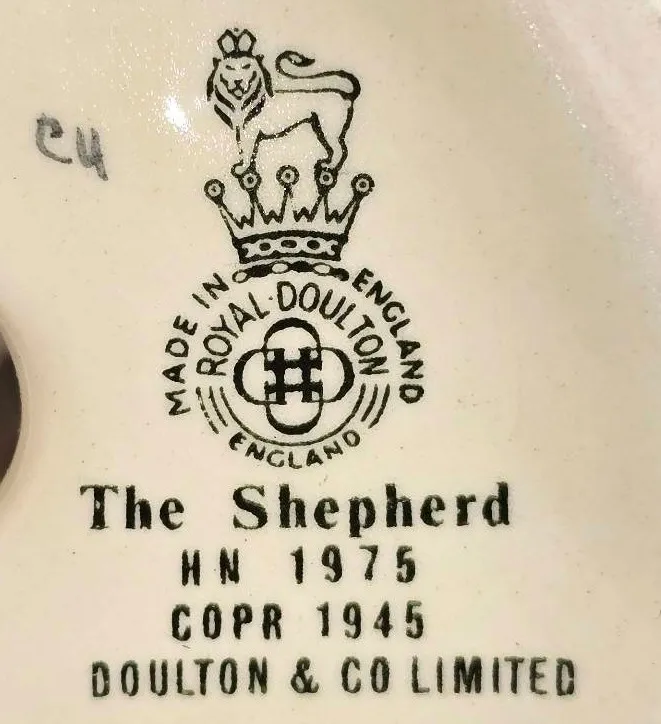 CH
MADE IN ENGLAND
ROYAL·DOULTON
ENGLAND
The Shepherd
HN 1975
COPR 1945
DOULTON & CO LIMITED